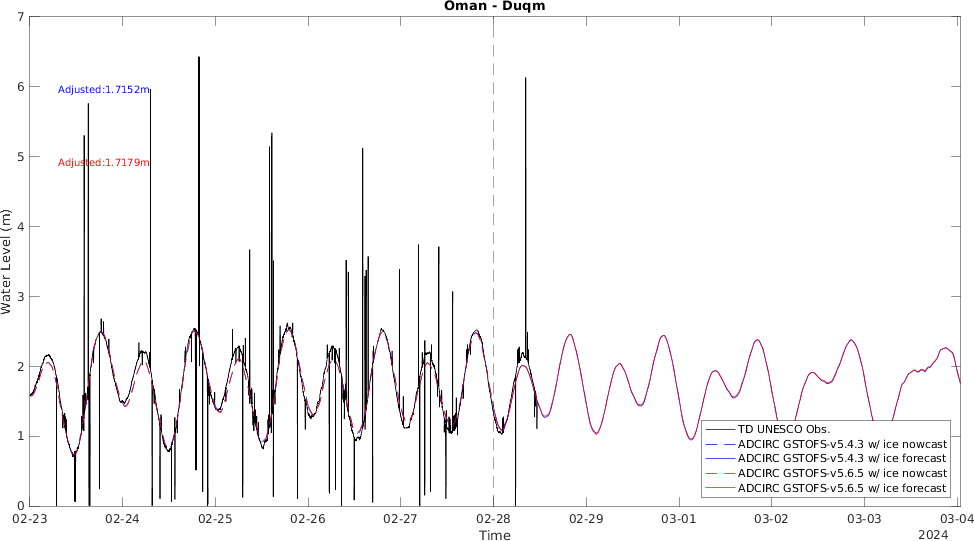 Oman - Duqm
7
6
5
4
3
2
1
0
Water Level (m)
Adjusted:1.7152m
Adjusted:1.7179m
TD UNESCO Obs.
ADCIRC GSTOFS-v5.4.3 w/ ice nowcast
ADCIRC GSTOFS-v5.4.3 w/ ice forecast
ADCIRC GSTOFS-v5.6.5 w/ ice nowcast
ADCIRC GSTOFS-v5.6.5 w/ ice forecast
02-23 02-24 02-25 02-26 02-27 02-28 02-29 03-01 03-02 03-03 03-04
Time
2024